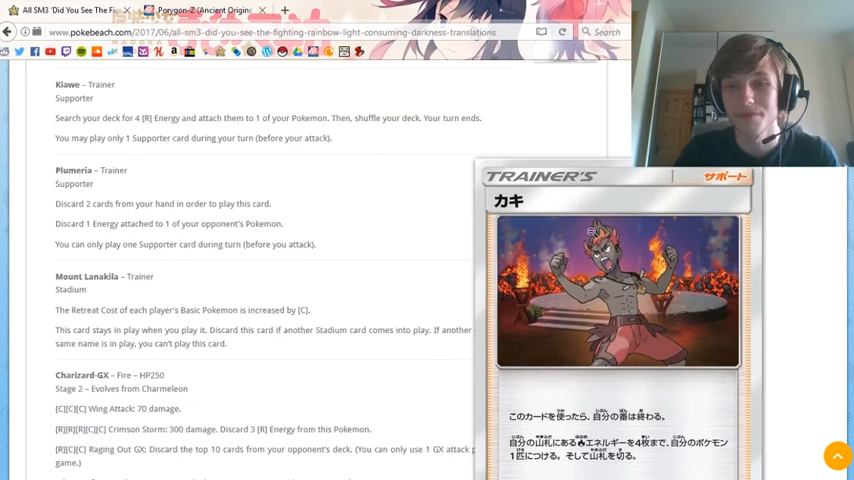 All SM3 'Did You See The Fi
Porygon-Z (Ancient Origin
www.pokebeach.com/2017/06/all-sm3-did-you-see-the-fighting-rainbow-light-consuming-darkness-translations
Search
Kiawe – Trainer
Supporter
Search your deck for 4 [R] Energy and attach them to 1 of your Pokemon. Then, shuffle your deck. Your turn ends.
You may play only 1 Supporter card during your turn (before your attack).
Plumeria – Trainer
Supporter
Discard 2 cards from your hand in order to play this card.
Discard 1 Energy attached to 1 of your opponent's Pokemon.
You can only play one Supporter card during turn (before you attack).
Mount Lanakila – Trainer
Stadium
The Retreat Cost of each player's Basic Pokemon is increased by [C].
This card stays in play when you play it. Discard this card if another Stadium card comes into play. If another
same name is in play, you can't play this card.
Charizard-GX – Fire – HP250
Stage 2 – Evolves from Charmeleon
[C][C][C] Wing Attack: 70 damage.
[R][R][R][C][C] Crimson Storm: 300 damage. Discard 3 [R] Energy from this Pokemon.
[R][C][C] Raging Out GX: Discard the top 10 cards from your opponent's deck. (You can only use 1 GX attack p
game.)
TRAINER'S
サポート
カキ
このカードを使ったら、自分の番は終わる。
自分の山札にあるエネルギーを4枚まで、自分のポケモン
1匹につける。そして山札を切る。